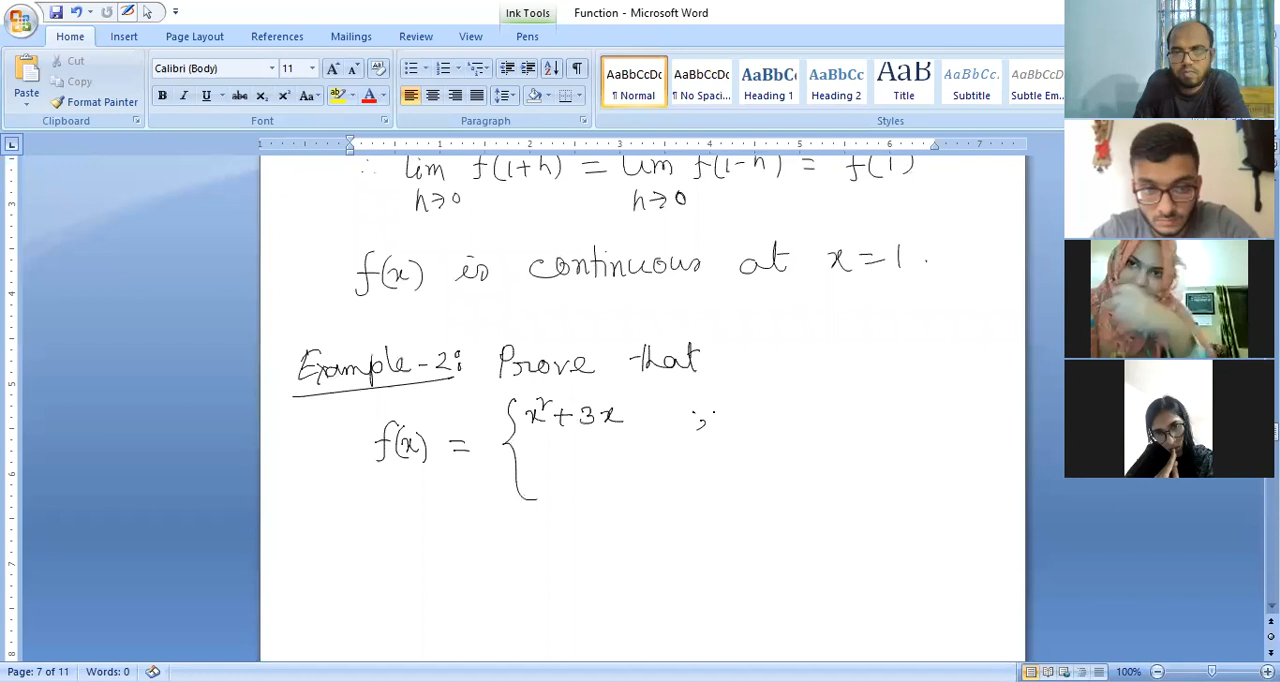 Function - Microsoft Word
Ink Tools
Home Insert Page Layout References Mailings Review View Pens
Paste
Cut
Copy
Format Painter
Clipboard
Calibri (Body) 11
Font
Paragraph
AaBbCcDc AaBbCcDc AaBbC AaBbCc AaB AaBbCc. AaBbCcDa
¶ Normal ¶ No Spaci... Heading 1 Heading 2 Title Subtitle Subtle Em...
Styles
∴ lim f(1+h) = lim f(1-h) = f(1)
h→0 h→0
f(x) is continuous at x=1.
Example-2: Prove that
f(x) = { x²+3x ;
Page: 7 of 11 Words: 0 100%